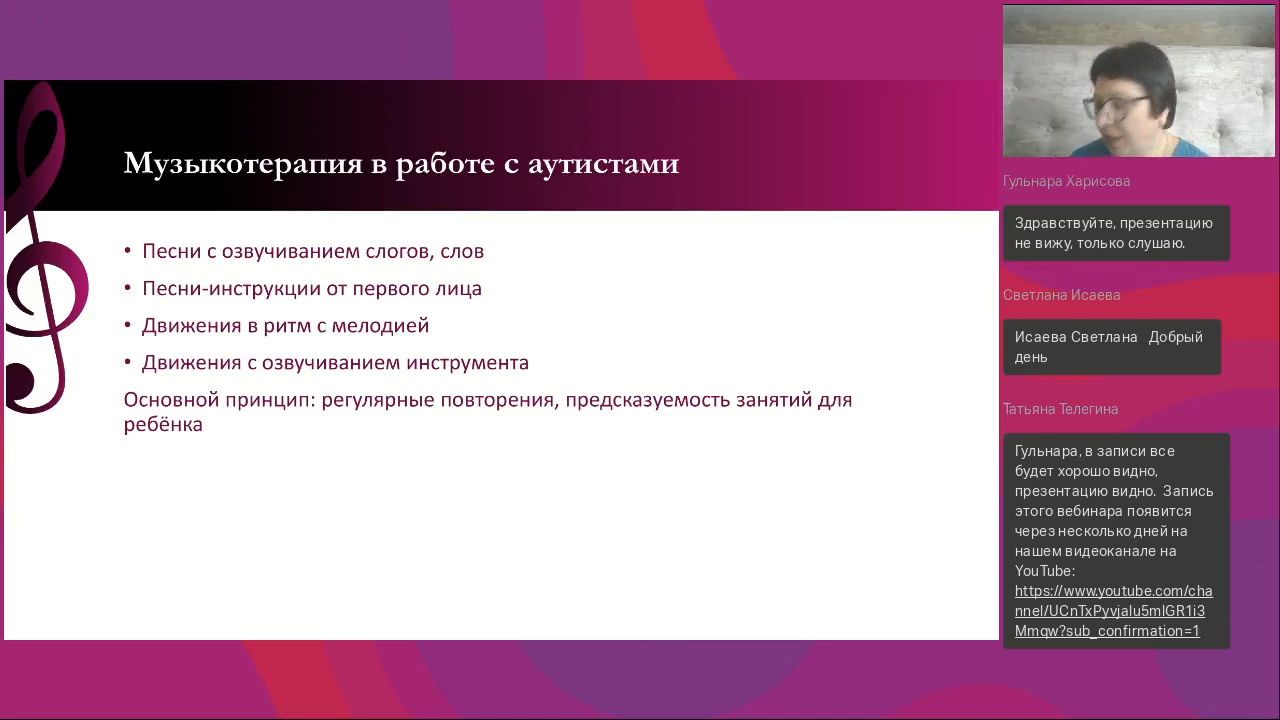 Музыкотерапия в работе с аутистами
• Песни с озвучиванием слогов, слов
• Песни-инструкции от первого лица
• Движения в ритм с мелодией
• Движения с озвучиванием инструмента
Основной принцип: регулярные повторения, предсказуемость занятий для
ребёнка
Гульнара Харисова
Здравствуйте, презентацию
не вижу, только слушаю.
Светлана Исаева
Исаева Светлана Добрый
день
Татьяна Телегина
Гульнара, в записи все
будет хорошо видно,
презентацию видно. Запись
этого вебинара появится
через несколько дней на
нашем видеоканале на
YouTube:
https://www.youtube.com/cha
nnel/UCnTxPyvjalu5mlGR1i3
Mmqw?sub_confirmation=1